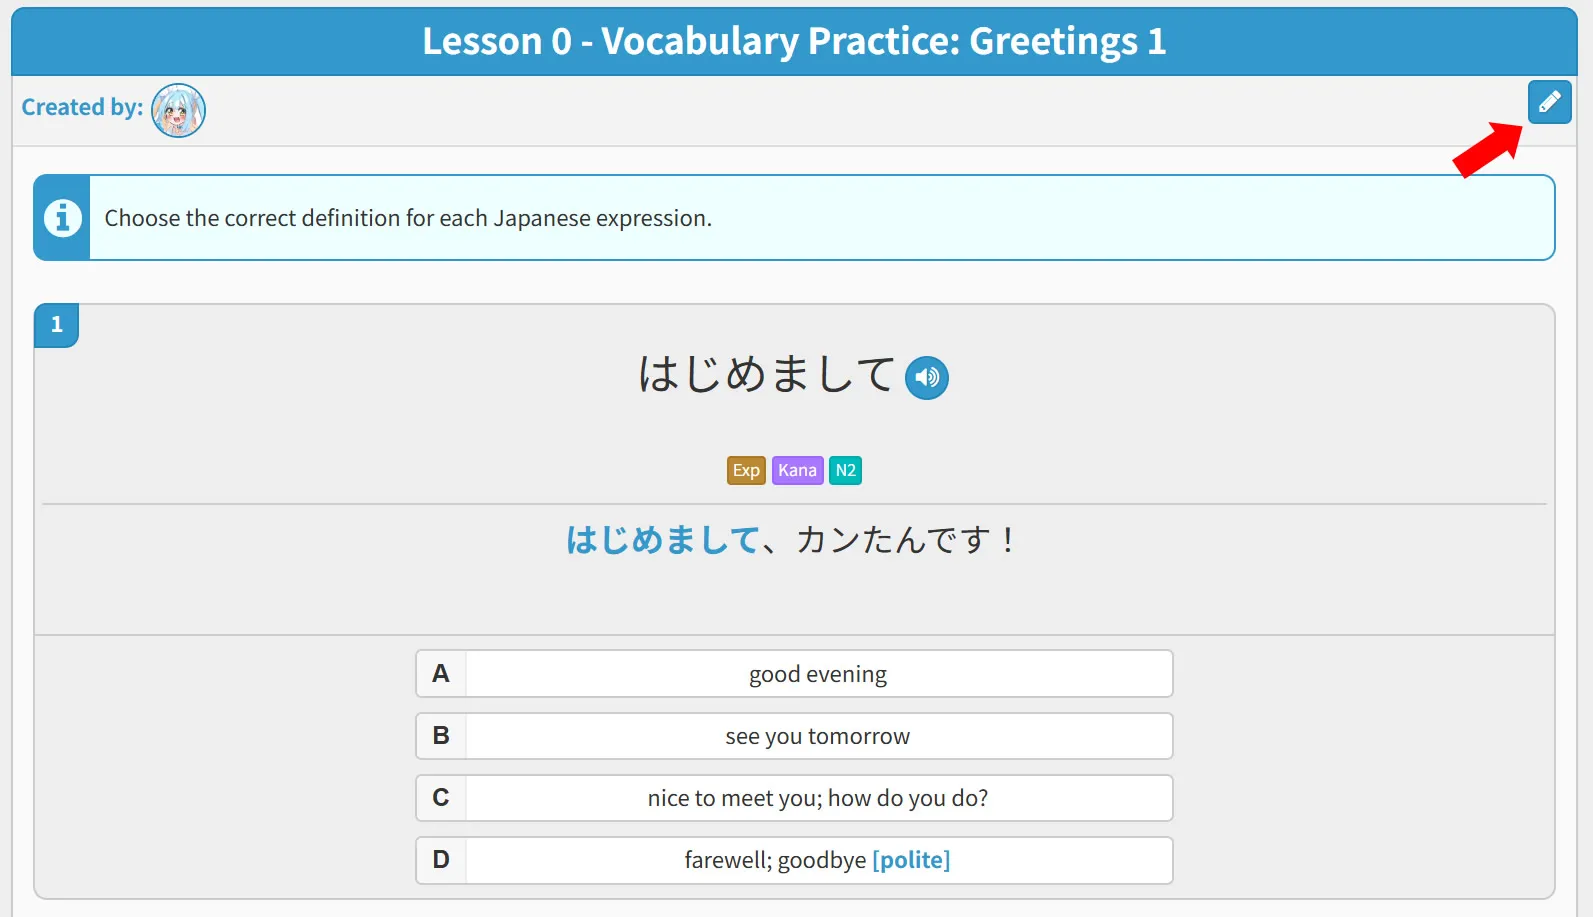 Lesson 0 - Vocabulary Practice: Greetings 1
Created by:
Choose the correct definition for each Japanese expression.
1
はじめまして
Exp Kana N2
はじめまして、カンたんです！
A good evening
B see you tomorrow
C nice to meet you; how do you do?
D farewell; goodbye [polite]